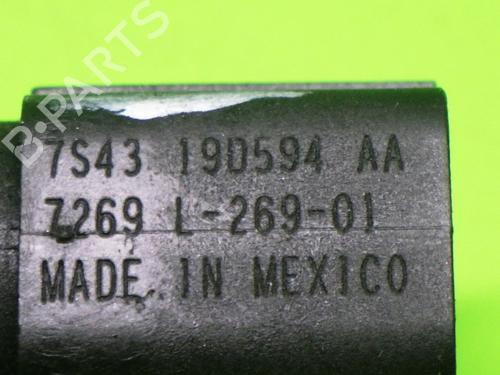 B-PARTS
7S43 19D594 AA
7269 L-269-01
MADE IN MEXICO